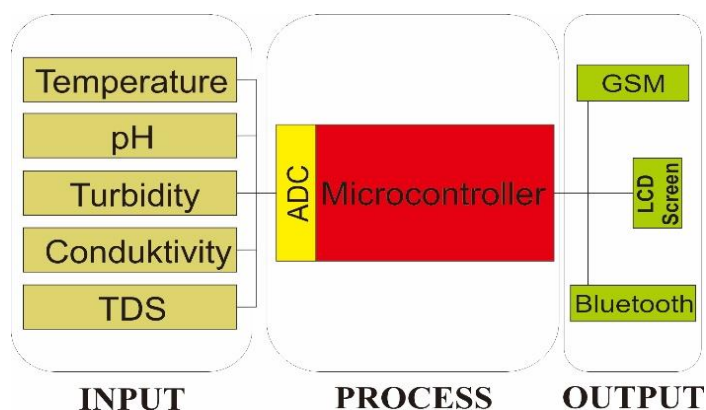 Temperature
pH
Turbidity
Conduktivity
TDS
ADC
Microcontroller
GSM
LCD
Screen
Bluetooth
INPUT
PROCESS
OUTPUT